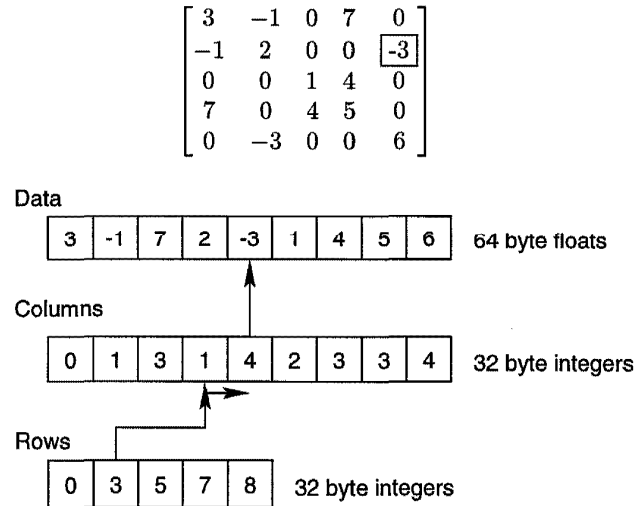 3 −1 0 7 0
−1 2 0 0 -3
0 0 1 4 0
7 0 4 5 0
0 −3 0 0 6
Data
3 -1 7 2 -3 1 4 5 6 64 byte floats
Columns
0 1 3 1 4 2 3 3 4 32 byte integers
Rows
0 3 5 7 8 32 byte integers